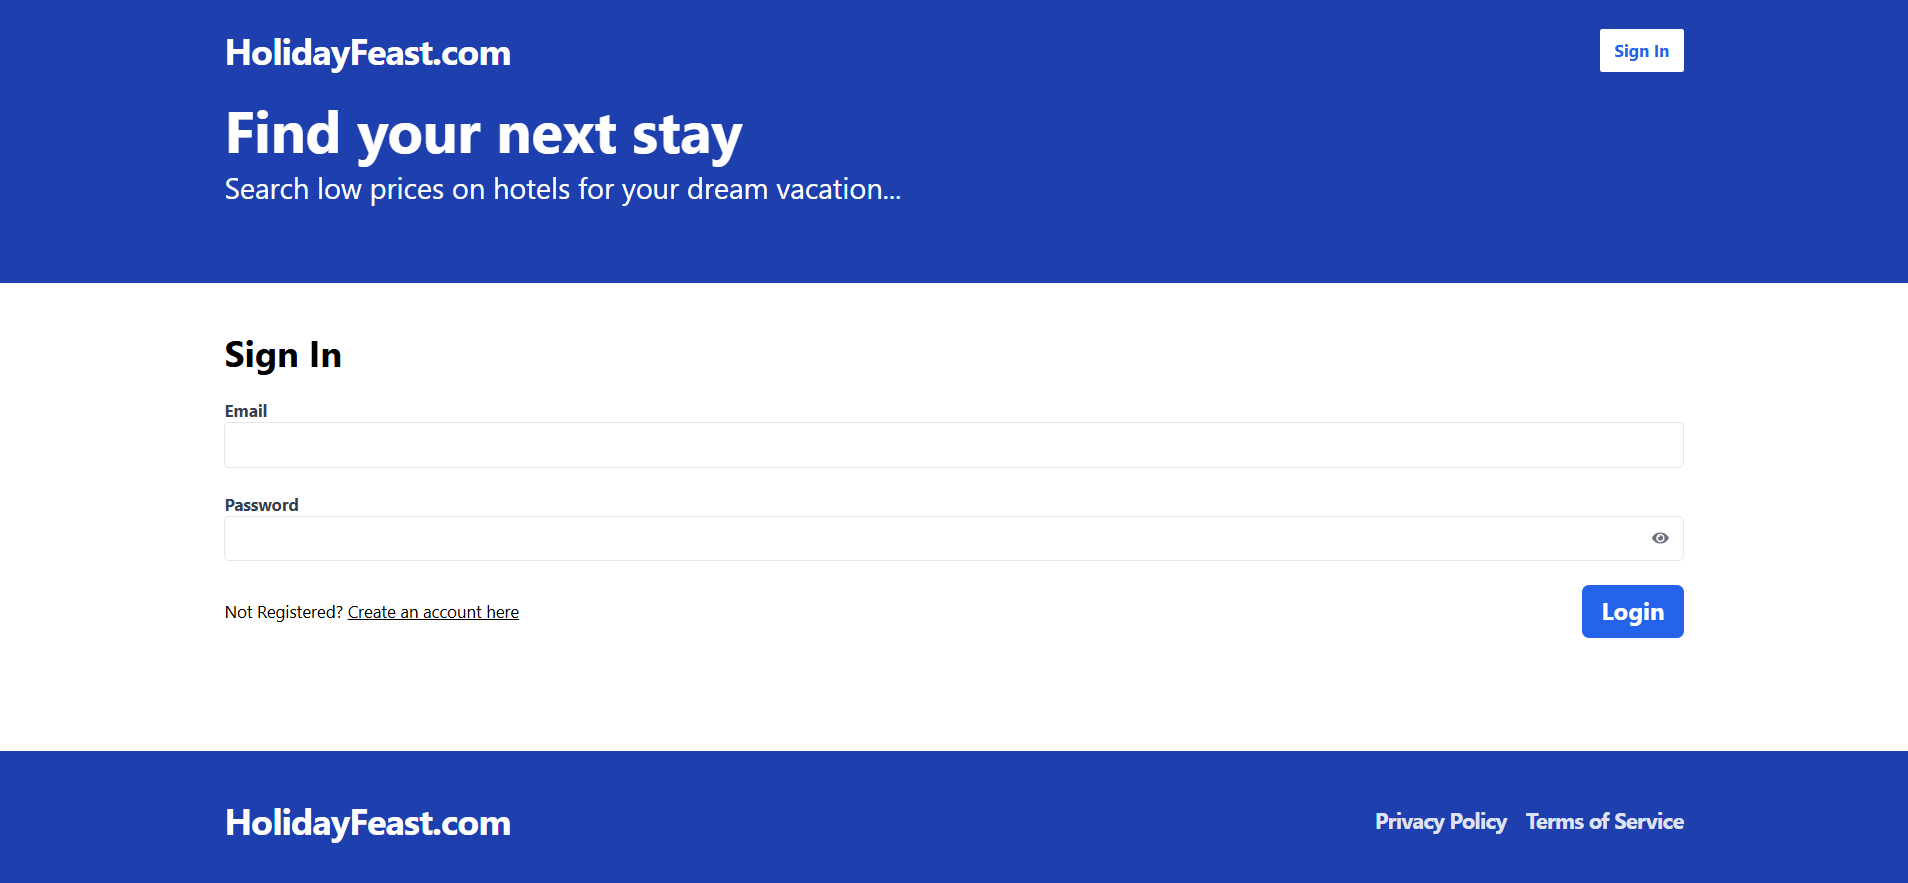 HolidayFeast.com
Sign In
Find your next stay
Search low prices on hotels for your dream vacation...
Sign In
Email
Password
Not Registered? Create an account here
Login
HolidayFeast.com
Privacy Policy Terms of Service